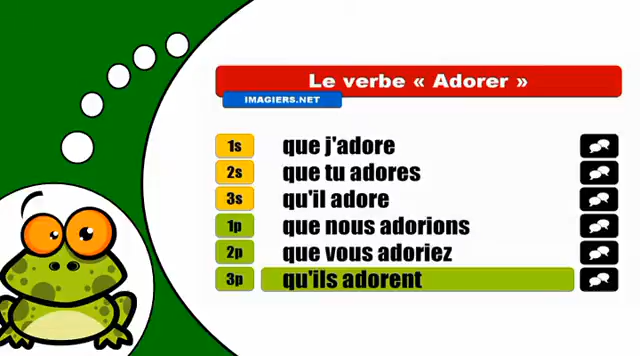 Le verbe « Adorer »
IMAGIERS.NET
1s que j'adore
2s que tu adores
3s qu'il adore
1p que nous adorions
2p que vous adoriez
3p qu'ils adorent